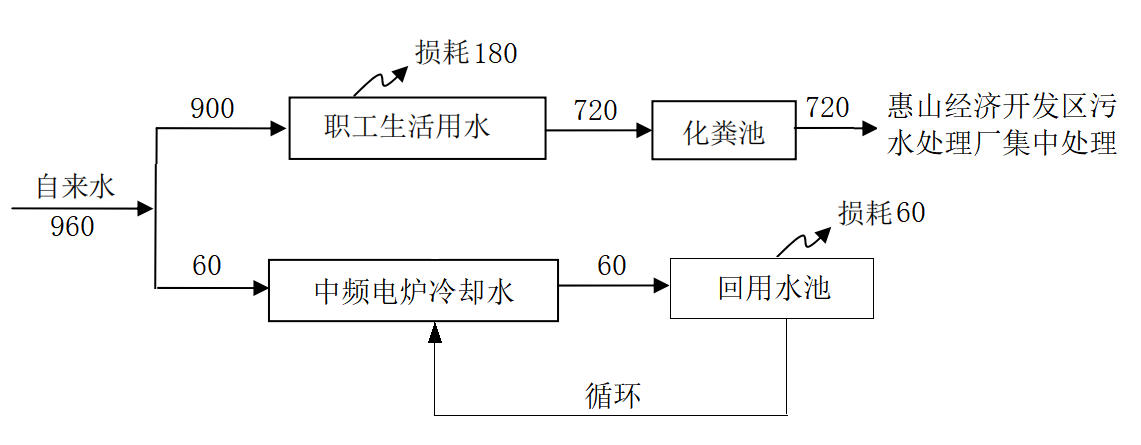 损耗180
900
职工生活用水
720
化粪池
720
惠山经济开发区污
水处理厂集中处理
自来水
960
损耗60
60
中频电炉冷却水
60
回用水池
循环